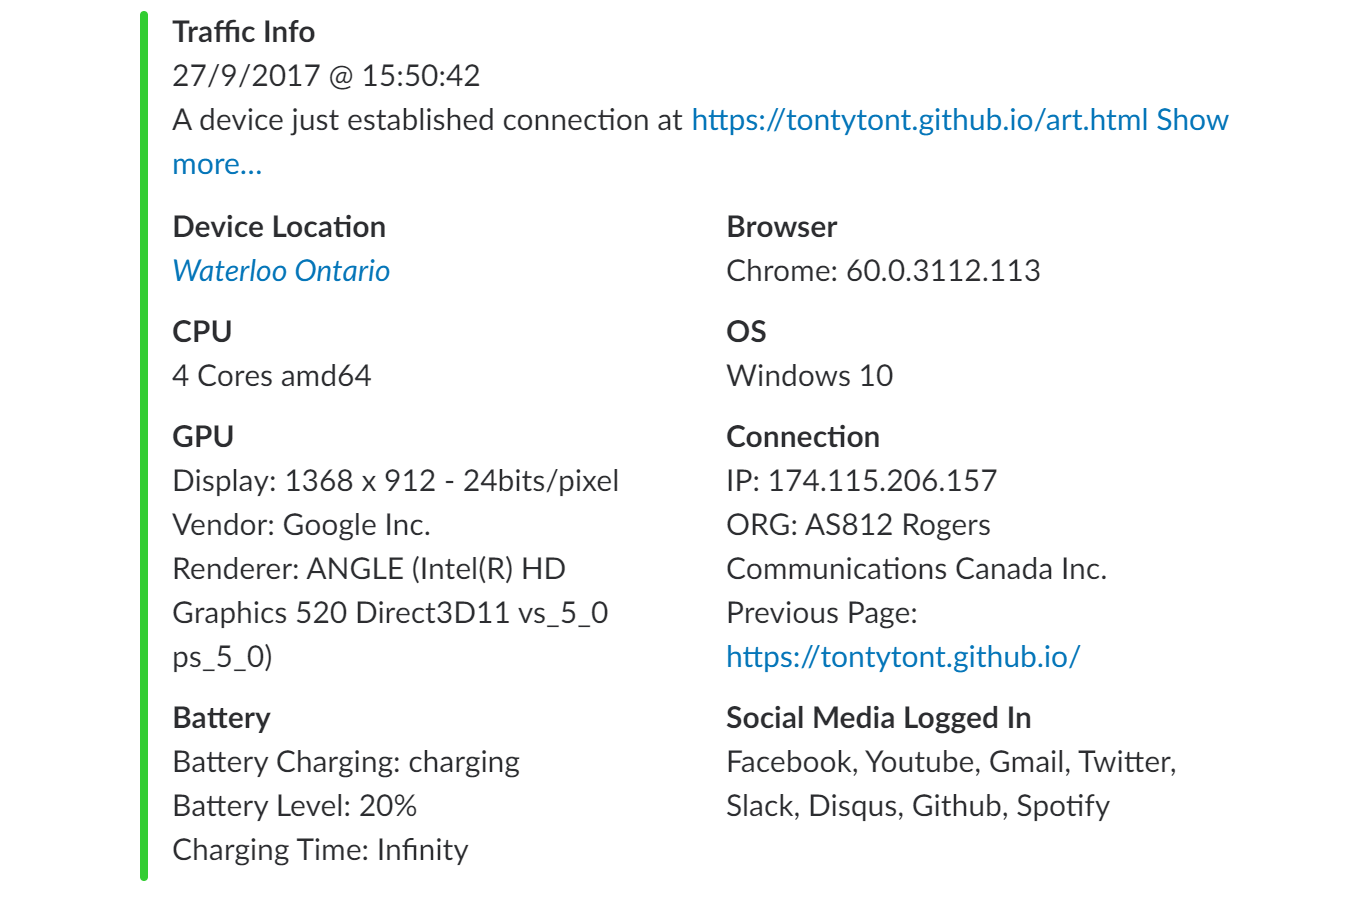 Traffic Info
27/9/2017 @ 15:50:42
A device just established connection at https://tontytont.github.io/art.html Show
more...
Device Location
Waterloo Ontario
Browser
Chrome: 60.0.3112.113
CPU
4 Cores amd64
OS
Windows 10
GPU
Display: 1368 x 912 - 24bits/pixel
Vendor: Google Inc.
Renderer: ANGLE (Intel(R) HD
Graphics 520 Direct3D11 vs_5_0
ps_5_0)
Connection
IP: 174.115.206.157
ORG: AS812 Rogers
Communications Canada Inc.
Previous Page:
https://tontytont.github.io/
Battery
Battery Charging: charging
Battery Level: 20%
Charging Time: Infinity
Social Media Logged In
Facebook, Youtube, Gmail, Twitter,
Slack, Disqus, Github, Spotify